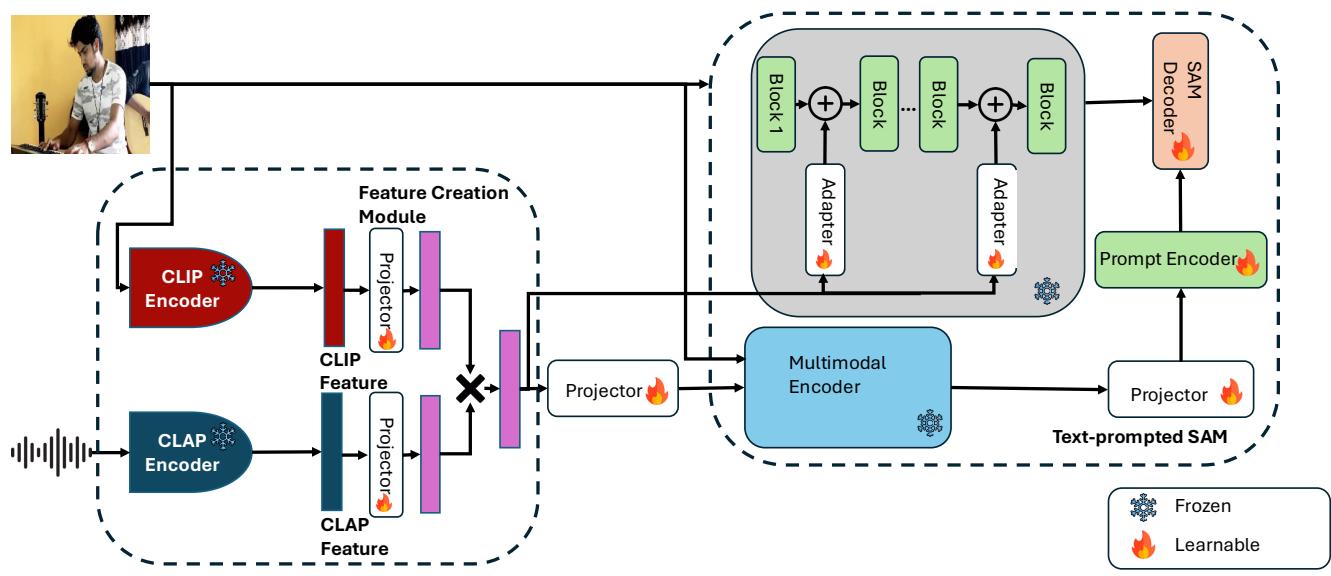 Block 1
Block
...
Block
Block
SAM
Decoder
Adapter
Adapter
Feature Creation
Module
CLIP
Encoder
Projector
Prompt Encoder
CLIP
Feature
Multimodal
Encoder
Projector
Projector
CLAP
Encoder
Projector
Text-prompted SAM
CLAP
Feature
Frozen
Learnable